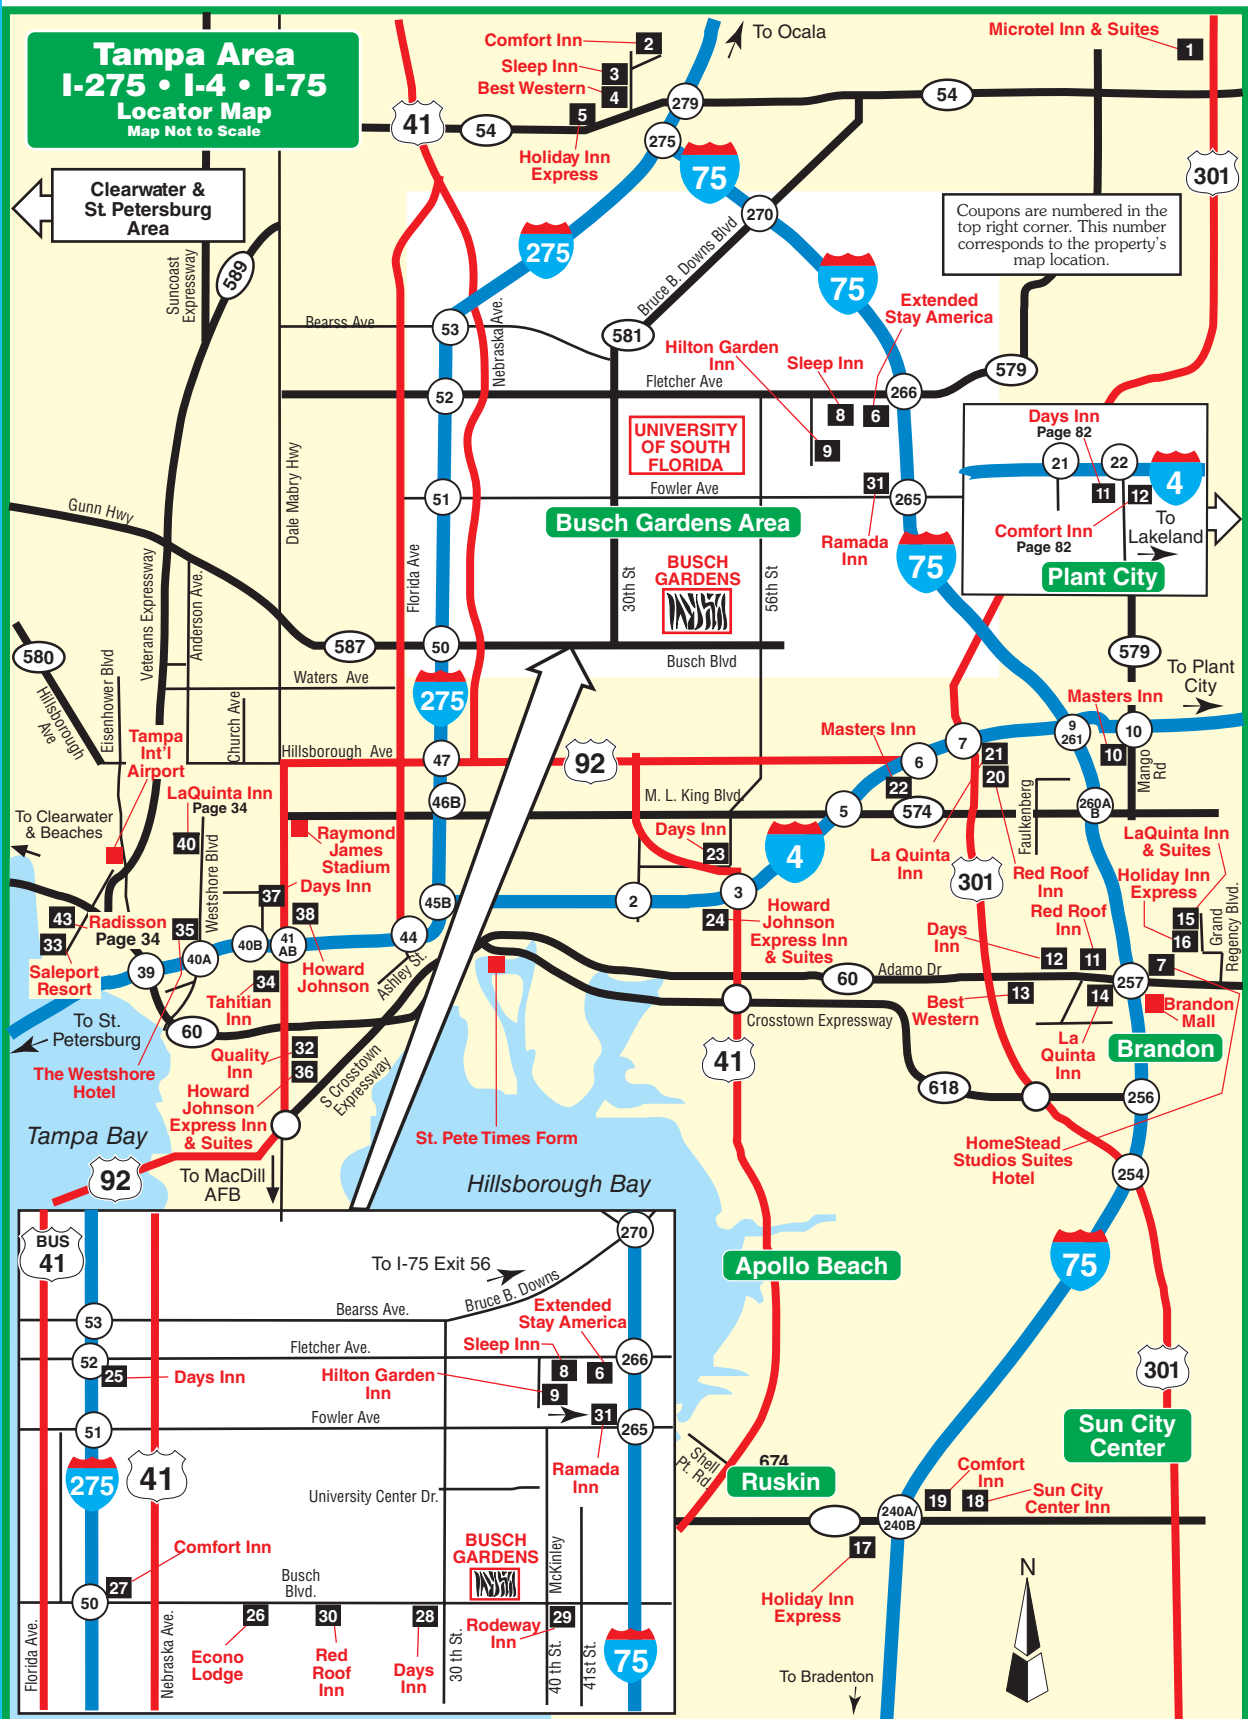 Tampa Area
I-275 • I-4 • I-75
Locator Map
Map Not to Scale
Comfort Inn
2
Sleep Inn
3
Best Western
4
5
Holiday Inn
Express
To Ocala
Microtel Inn & Suites
1
41
54
279
54
275
75
301
Clearwater &
St. Petersburg
Area
Suncoast
Expressway
589
275
270
Bruce B. Downs Blvd
75
Coupons are numbered in the
top right corner. This number
corresponds to the property's
map location.
Bearss Ave
53
Nebraska Ave.
581
Extended
Stay America
Hilton Garden
Inn
Sleep Inn
579
Fletcher Ave
52
266
8
6
9
UNIVERSITY
OF SOUTH
FLORIDA
Days Inn
Page 82
21
22
4
11
12
Comfort Inn
Page 82
To
Lakeland
Plant City
Dale Mabry Hwy
Gunn Hwy
51
Fowler Ave
31
265
Busch Gardens Area
Ramada
Inn
75
Florida Ave
BUSCH
GARDENS
30th St
56th St
Veterans Expressway
Anderson Ave.
580
587
50
Busch Blvd
579
Hillsborough
Ave
Eisenhower Blvd
Waters Ave
275
To Plant
City
Church Ave
Masters Inn
Tampa
Int'l
Airport
Hillsborough Ave
47
92
Masters Inn
6
7
21
20
9
261
10
10
Mango
Rd
22
LaQuinta Inn
Page 34
46B
M. L. King Blvd.
5
574
Faulkenberg
260A
B
To Clearwater
& Beaches
40
Westshore Blvd
Raymond
James
Stadium
Days Inn
23
4
La Quinta
Inn
301
Red Roof
Inn
LaQuinta Inn
& Suites
Holiday Inn
Express
37
Days Inn
45B
2
3
43
Radisson
Page 34
35
38
24
Howard
Johnson
Express Inn
& Suites
Red Roof
Inn
15
16
Grand
Regency Blvd.
33
Saleport
Resort
39
40A
40B
41
AB
44
Days
Inn
12
11
7
Howard
Johnson
Ashley St.
60
Adamo Dr
257
34
Tahitian
Inn
Best
Western
13
14
Brandon
Mall
To St.
Petersburg
60
Crosstown Expressway
The Westshore
Hotel
Quality
Inn
32
36
Howard
Johnson
Express Inn
& Suites
S Crosstown
Expressway
41
La
Quinta
Inn
Brandon
618
256
Tampa Bay
St. Pete Times Form
HomeStead
Studios Suites
Hotel
254
92
To MacDill
AFB
Hillsborough Bay
75
Apollo Beach
BUS
41
To I-75 Exit 56
270
Bruce B. Downs
Bearss Ave.
53
Extended
Stay America
Fletcher Ave.
Sleep Inn
52
266
25
Days Inn
Hilton Garden
Inn
8
6
9
301
Fowler Ave
31
51
265
Sun City
Center
275
41
Ramada
Inn
Shell
Pt. Rd.
674
Ruskin
Comfort
Inn
University Center Dr.
19
18
Sun City
Center Inn
240A/
240B
BUSCH
GARDENS
McKinley
17
Comfort Inn
Holiday Inn
Express
N
27
Busch
Blvd.
50
26
30
28
Rodeway
Inn
29
Florida Ave.
Nebraska Ave.
Econo
Lodge
Red
Roof
Inn
Days
Inn
30 th St.
40 th St.
41st St.
75
To Bradenton